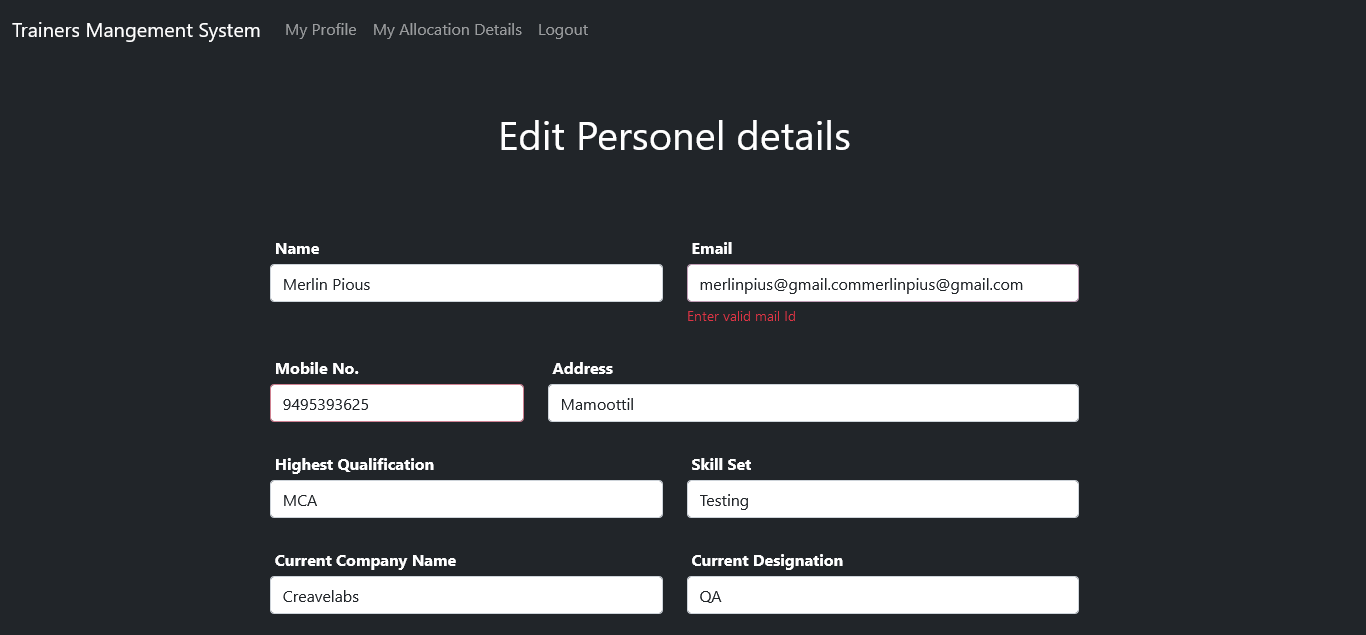 Trainers Mangement System My Profile My Allocation Details Logout
Edit Personel details
Name Email
Merlin Pious merlinpius@gmail.commerlinpius@gmail.com
Enter valid mail Id
Mobile No. Address
9495393625 Mamoottil
Highest Qualification Skill Set
MCA Testing
Current Company Name Current Designation
Creavelabs QA